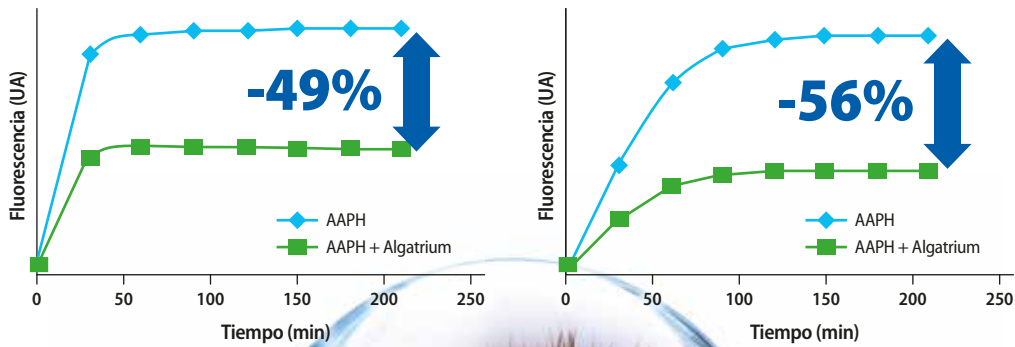 Fluorescencia (UA)
-49%
AAPH
AAPH + Algatrium
0 50 100 150 200 250
Tiempo (min)
Fluorescencia (UA)
-56%
AAPH
AAPH + Algatrium
0 50 100 150 200 250
Tiempo (min)